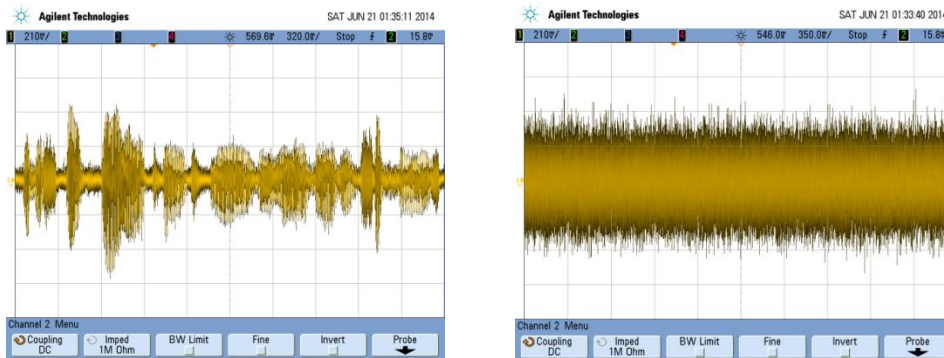 Agilent Technologies
SAT JUN 21 01:35:11 2014
1 210▿/ 2 3 4 569.6▿ 320.0▿/ Stop 2 15.8▿
Channel 2 Menu
Coupling
DC
Imped
1M Ohm
BW Limit
Fine
Invert
Probe
Agilent Technologies
SAT JUN 21 01:33:40 2014
1 210▿/ 2 3 4 546.0▿ 350.0▿/ Stop 2 15.8
Channel 2 Menu
Coupling
DC
Imped
1M Ohm
BW Limit
Fine
Invert
Probe